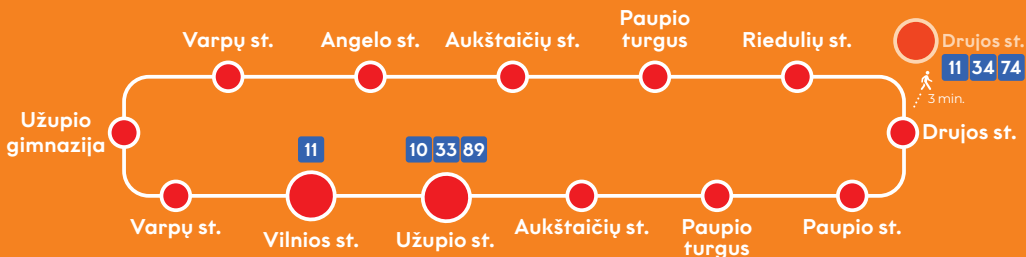 Varpų st.
Angelo st.
Aukštaičių st.
Paupio
turgus
Riedulių st.
Drujos st.
11 34 74
3 min.
Užupio
gimnazija
Drujos st.
11
10 33 89
Varpų st.
Vilnios st.
Užupio st.
Aukštaičių st.
Paupio
turgus
Paupio st.